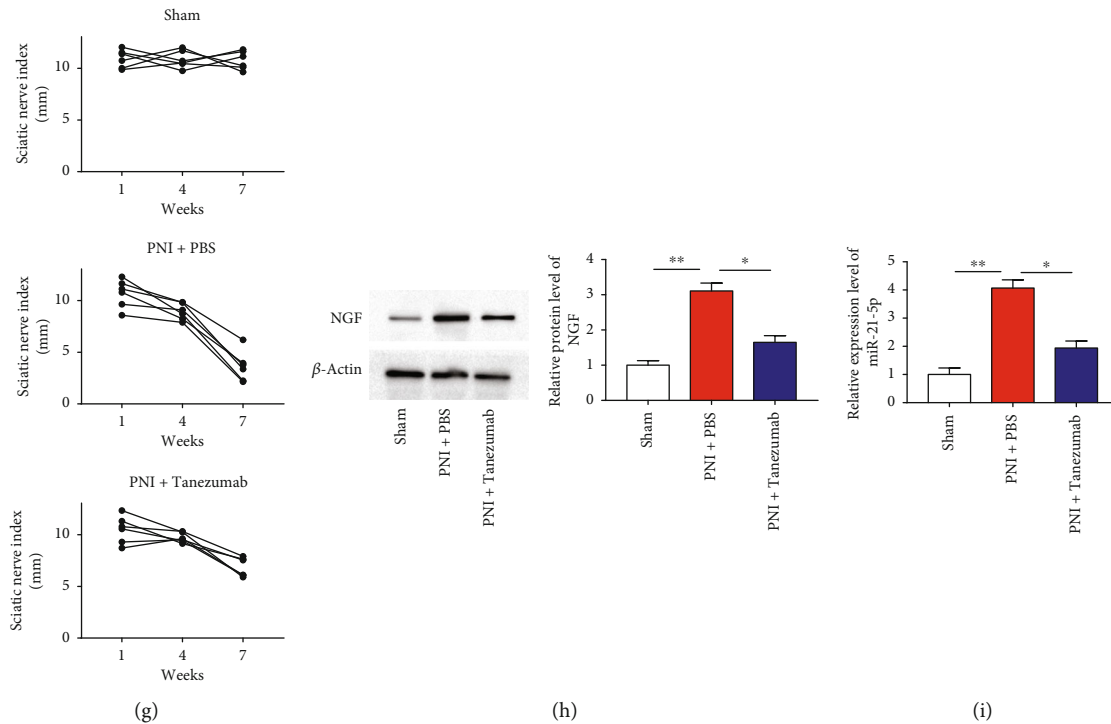 Sham
Sciatic nerve index
(mm)
10
5
0
1 4 7
Weeks
PNI + PBS
Sciatic nerve index
(mm)
10
5
0
1 4 7
Weeks
PNI + Tanezumab
Sciatic nerve index
(mm)
10
5
0
1 4 7
Weeks
(g)
NGF
β-Actin
Sham
PNI + PBS
PNI + Tanezumab
Relative protein level of
NGF
4
3
2
1
0
** *
Sham
PNI + PBS
PNI + Tanezumab
(h)
Relative expression level of
miR-21-5p
5
4
3
2
1
0
** *
Sham
PNI + PBS
PNI + Tanezumab
(i)